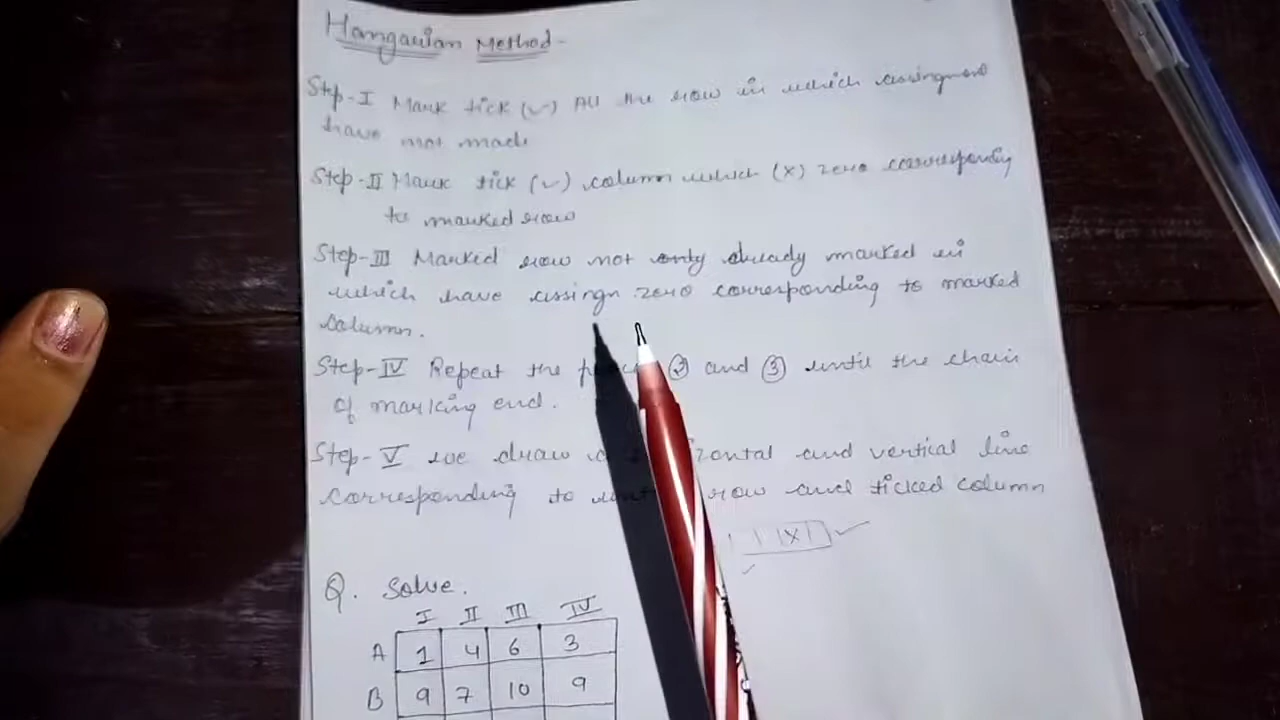 Hangarian Method-
Step-I Mark tick (✓) All the row in which assingment
have not made
Step-II Mark tick (✓) column which (x) zero correspondig
to marked row
Step-III Marked row not only already marked in
which have assign zero corresponding to marked
column.
Step-IV Repeat the ② and ③ until the chain
of marking end.
Step-V we draw zontal and vertical line
corresponding to row and ticked column
| | |x| ✓
✓
Q. Solve.
I II III IV
A 1 4 6 3
B 9 7 10 9